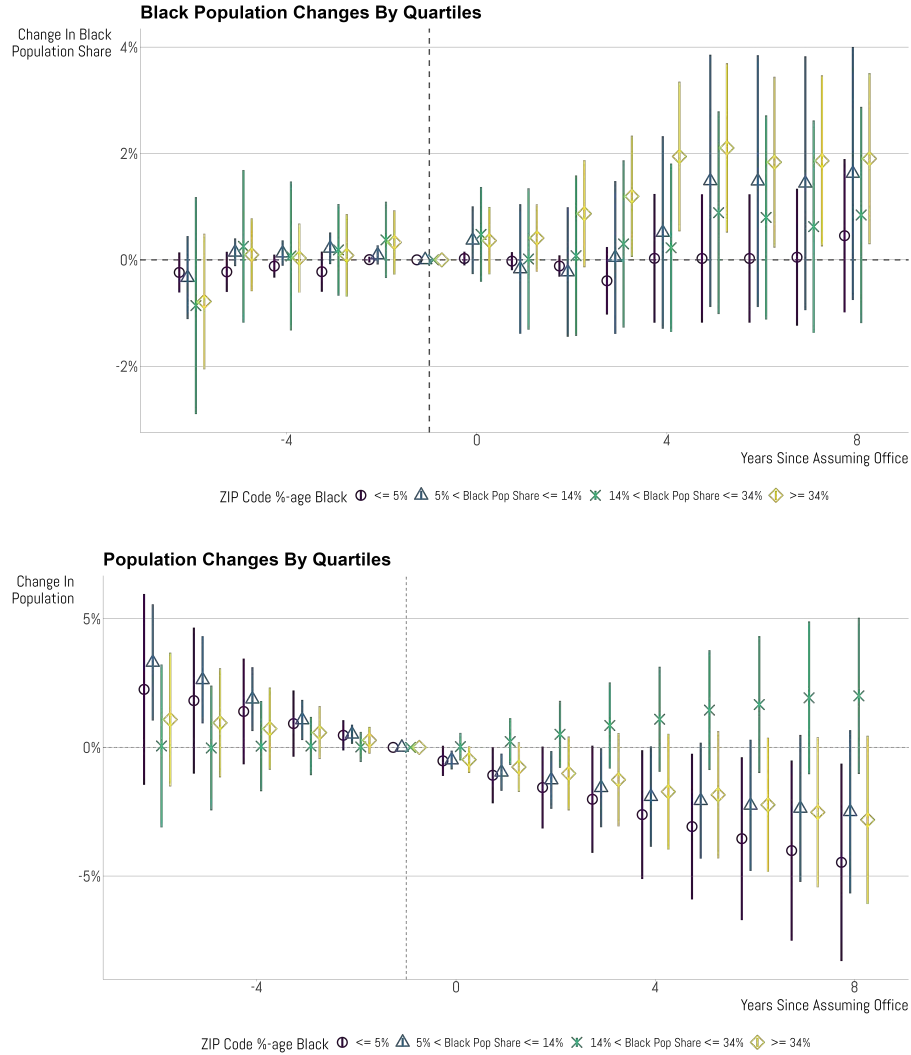 Black Population Changes By Quartiles
Change In Black
Population Share
4%
2%
0%
-2%
-4 0 4 8
Years Since Assuming Office
ZIP Code %-age Black <= 5% 5% < Black Pop Share <= 14% 14% < Black Pop Share <= 34% >= 34%
Population Changes By Quartiles
Change In
Population
5%
0%
-5%
-4 0 4 8
Years Since Assuming Office
ZIP Code %-age Black <= 5% 5% < Black Pop Share <= 14% 14% < Black Pop Share <= 34% >= 34%